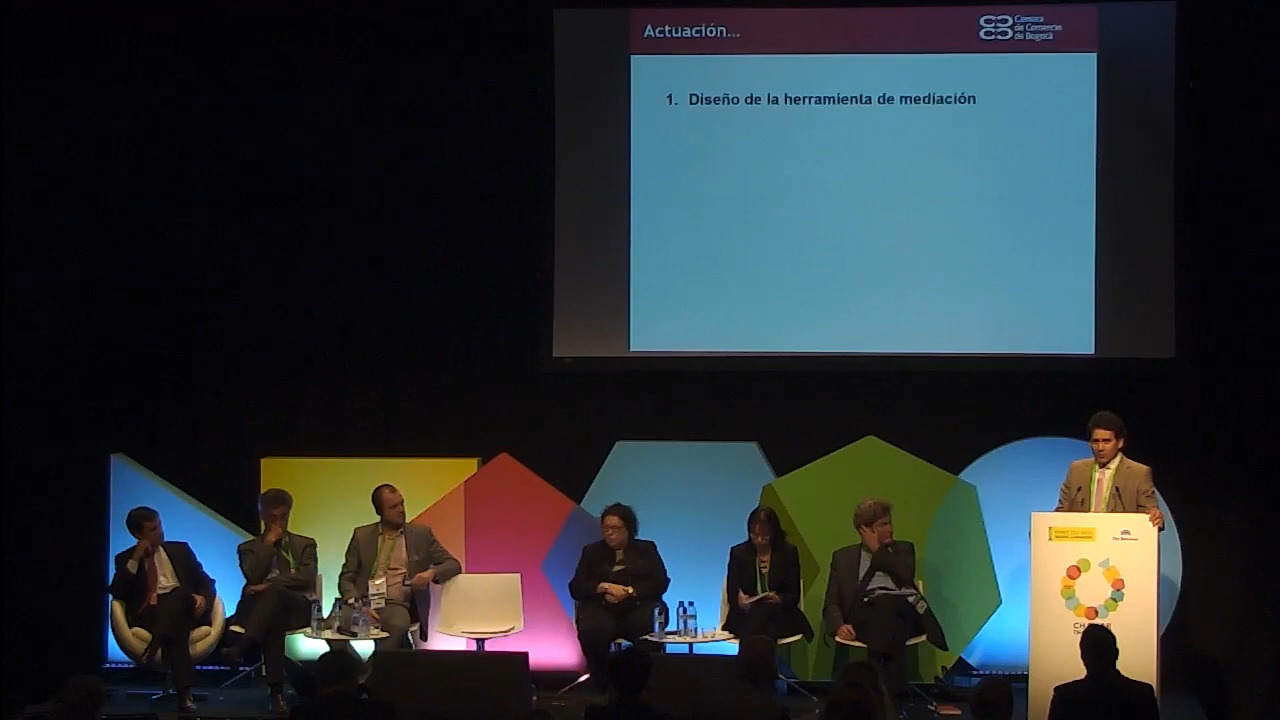 Actuación...
Cámara
de Comercio
de Bogotá
1. Diseño de la herramienta de mediación